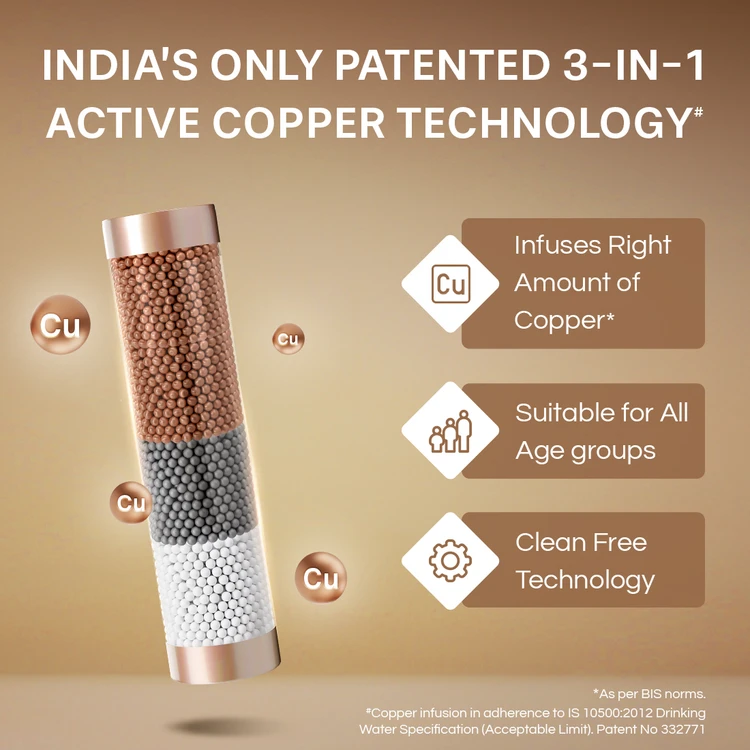 INDIA'S ONLY PATENTED 3-IN-1
ACTIVE COPPER TECHNOLOGY#
Cu
Infuses Right
Amount of
Copper*
Cu
Cu
Suitable for All
Age groups
Cu
Clean Free
Technology
Cu
*As per BIS norms.
#Copper infusion in adherence to IS 10500:2012 Drinking
Water Specification (Acceptable Limit). Patent No 332771